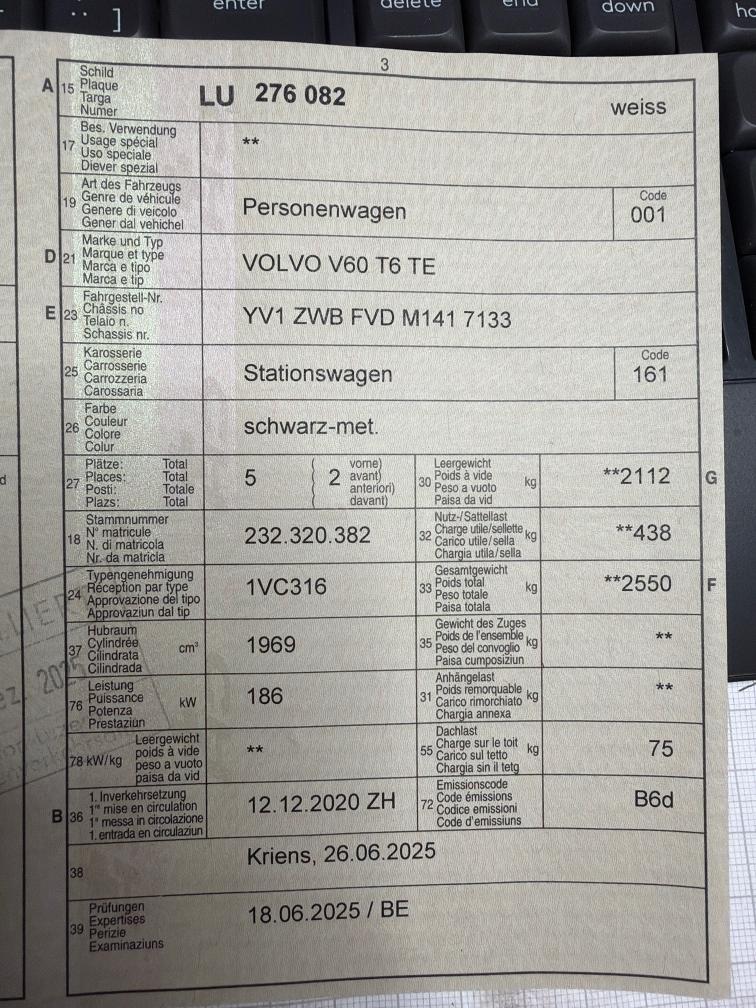 enter
delete
end
down
]
3
A 15 Schild
Plaque
Targa
Numer
LU 276 082
weiss
17 Bes. Verwendung
Usage spécial
Uso speciale
Diever spezial
**
19 Art des Fahrzeugs
Genre de véhicule
Genere di veicolo
Gener dal vehichel
Personenwagen
Code
001
D 21 Marke und Typ
Marque et type
Marca e tipo
Marca e tip
VOLVO V60 T6 TE
E 23 Fahrgestell-Nr.
Châssis no
Telaio n.
Schassis nr.
YV1 ZWB FVD M141 7133
25 Karosserie
Carrosserie
Carrozzeria
Carossaria
Stationswagen
Code
161
26 Farbe
Couleur
Colore
Colur
schwarz-met.
27 Plätze: Total
Places: Total
Posti: Totale
Plazs: Total
5
( 2 vorne)
avant)
anteriori)
davant)
30 Leergewicht
Poids à vide
Peso a vuoto
Paisa da vid
kg
**2112
G
18 Stammnummer
N° matricule
N. di matricola
Nr. da matricla
232.320.382
32 Nutz-/Sattellast
Charge utile/sellette
Carico utile/sella
Chargia utila/sella
kg
**438
24 Typengenehmigung
Réception par type
Approvazione del tipo
Approvaziun dal tip
1VC316
33 Gesamtgewicht
Poids total
Peso totale
Paisa totala
kg
**2550
F
37 Hubraum
Cylindrée
Cilindrata
Cilindrada
cm³
1969
35 Gewicht des Zuges
Poids de l'ensemble
Peso del convoglio
Paisa cumposiziun
kg
**
76 Leistung
Puissance
Potenza
Prestaziun
kW
186
31 Anhängelast
Poids remorquable
Carico rimorchiato
Chargia annexa
kg
**
78 kW/kg
Leergewicht
poids à vide
peso a vuoto
paisa da vid
**
55 Dachlast
Charge sur le toit
Carico sul tetto
Chargia sin il tetg
kg
75
B 36 1. Inverkehrsetzung
1re mise en circulation
1a messa in circolazione
1. entrada en circulaziun
12.12.2020 ZH
72 Emissionscode
Code émissions
Codice emissioni
Code d'emissiuns
B6d
38
Kriens, 26.06.2025
39 Prüfungen
Expertises
Perizie
Examinaziuns
18.06.2025 / BE